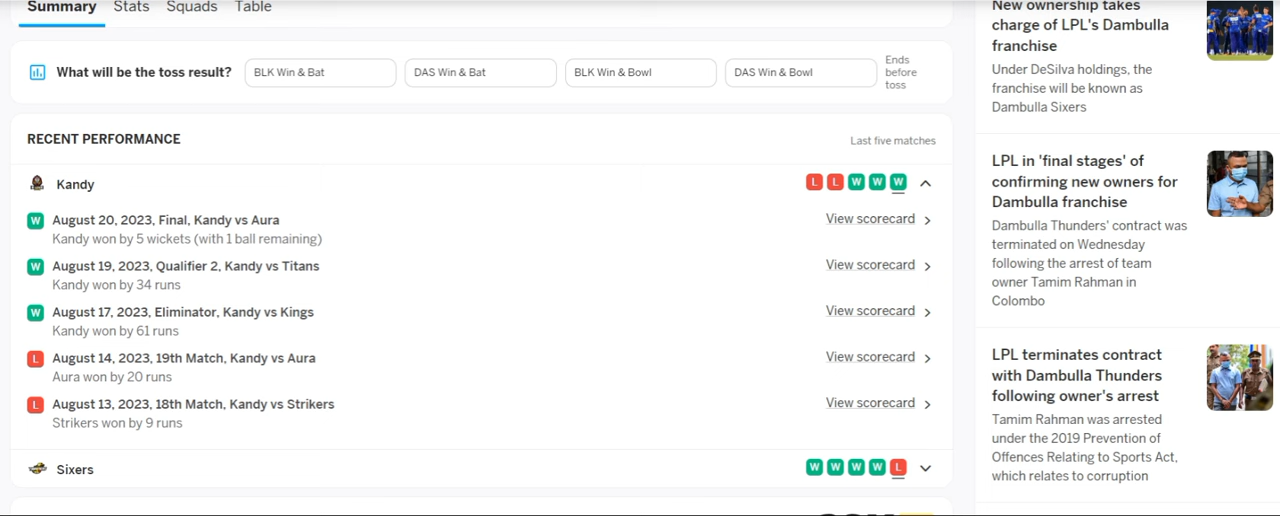 Summary Stats Squads Table
What will be the toss result? BLK Win & Bat DAS Win & Bat BLK Win & Bowl DAS Win & Bowl Ends
before
toss
RECENT PERFORMANCE Last five matches
Kandy L L W W W
W August 20, 2023, Final, Kandy vs Aura View scorecard
Kandy won by 5 wickets (with 1 ball remaining)
W August 19, 2023, Qualifier 2, Kandy vs Titans View scorecard
Kandy won by 34 runs
W August 17, 2023, Eliminator, Kandy vs Kings View scorecard
Kandy won by 61 runs
L August 14, 2023, 19th Match, Kandy vs Aura View scorecard
Aura won by 20 runs
L August 13, 2023, 18th Match, Kandy vs Strikers View scorecard
Strikers won by 9 runs
Sixers W W W W L
New ownership takes
charge of LPL's Dambulla
franchise
Under DeSilva holdings, the
franchise will be known as
Dambulla Sixers
LPL in 'final stages' of
confirming new owners for
Dambulla franchise
Dambulla Thunders' contract was
terminated on Wednesday
following the arrest of team
owner Tamim Rahman in
Colombo
LPL terminates contract
with Dambulla Thunders
following owner's arrest
Tamim Rahman was arrested
under the 2019 Prevention of
Offences Relating to Sports Act,
which relates to corruption